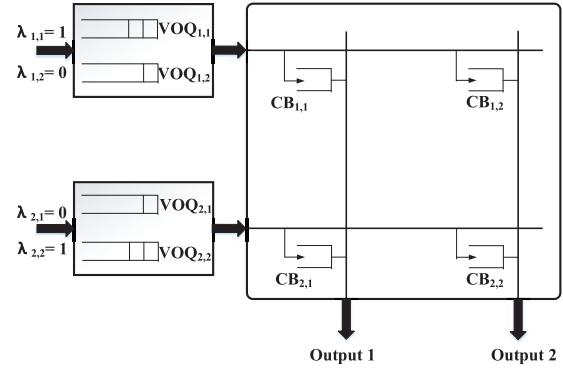 λ 1,1= 1
VOQ1,1
λ 1,2= 0
VOQ1,2
CB1,1
CB1,2
λ 2,1= 0
VOQ2,1
λ 2,2= 1
VOQ2,2
CB2,1
CB2,2
Output 1
Output 2